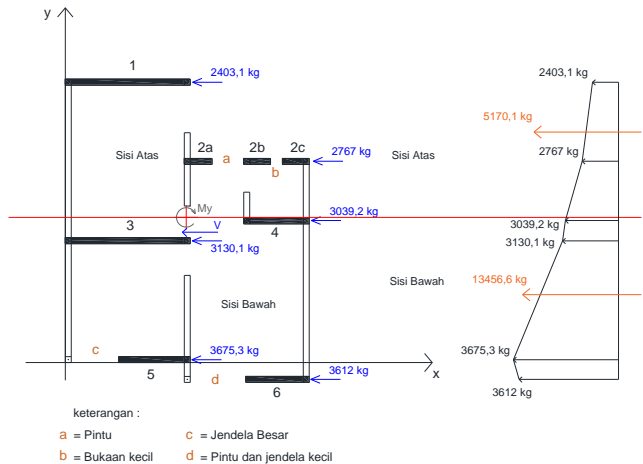 y
1
2403,1 kg
2403,1 kg
5170,1 kg
Sisi Atas
2a
a
2b
2c
b
2767 kg
Sisi Atas
2767 kg
My
V
3039,2 kg
3039,2 kg
3
4
3130,1 kg
3130,1 kg
Sisi Bawah
13456,6 kg
Sisi Bawah
c
5
3675,3 kg
3675,3 kg
x
d
6
3612 kg
3612 kg
keterangan :
a = Pintu
c = Jendela Besar
b = Bukaan kecil
d = Pintu dan jendela kecil